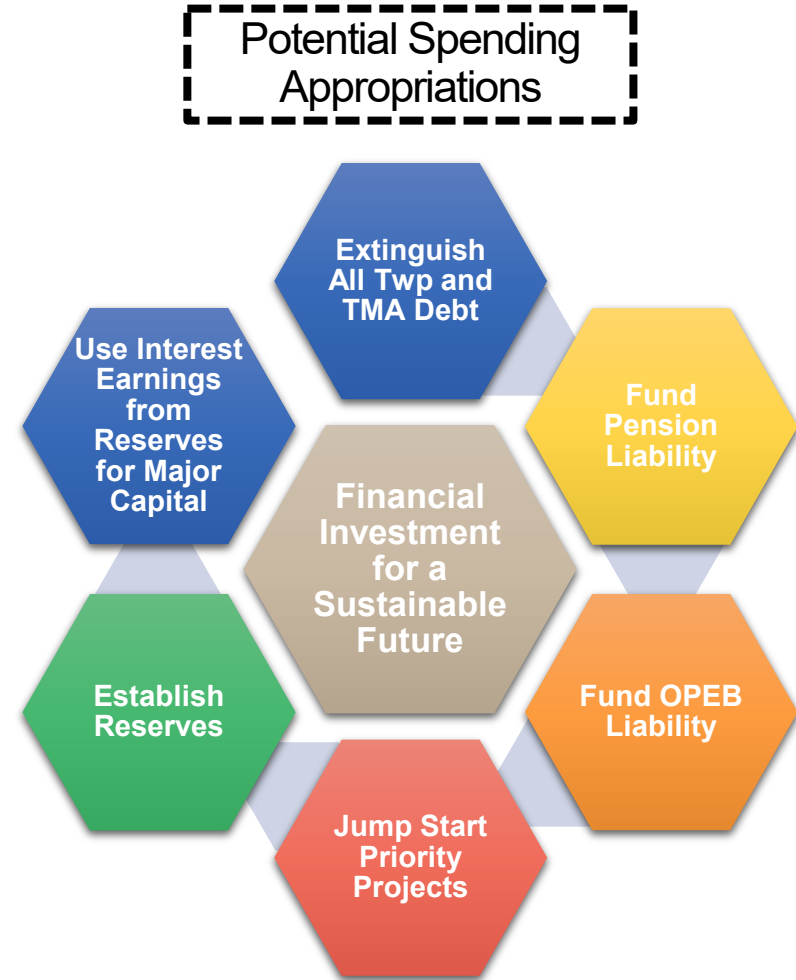 Potential Spending
Appropriations
Extinguish
All Twp and
TMA Debt
Fund
Pension
Liability
Fund OPEB
Liability
Jump Start
Priority
Projects
Establish
Reserves
Use Interest
Earnings
from
Reserves
for Major
Capital
Financial
Investment
for a
Sustainable
Future